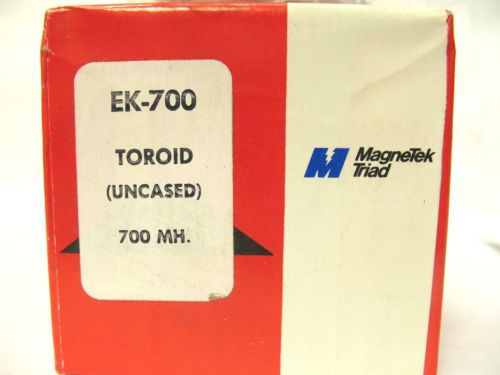 EK-700
TOROID
(UNCASED)
700 MH.
MagneTek
Triad